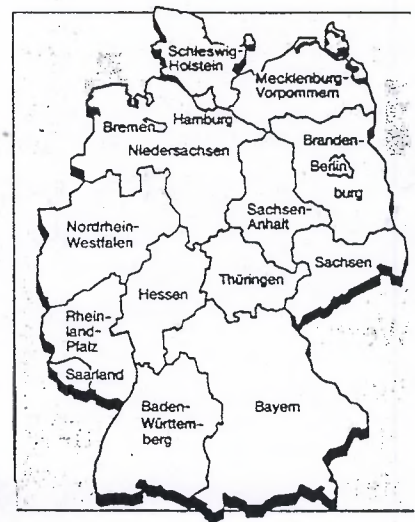 Schleswig-
Holstein
Mecklenburg-
Vorpommern
Hamburg
Bremen
Niedersachsen
Branden-
Berlin
burg
Sachsen-
Anhalt
Nordrhein-
Westfalen
Sachsen
Thüringen
Hessen
Rhein-
land-
Pfalz
Saarland
Baden-
Württem-
berg
Bayern